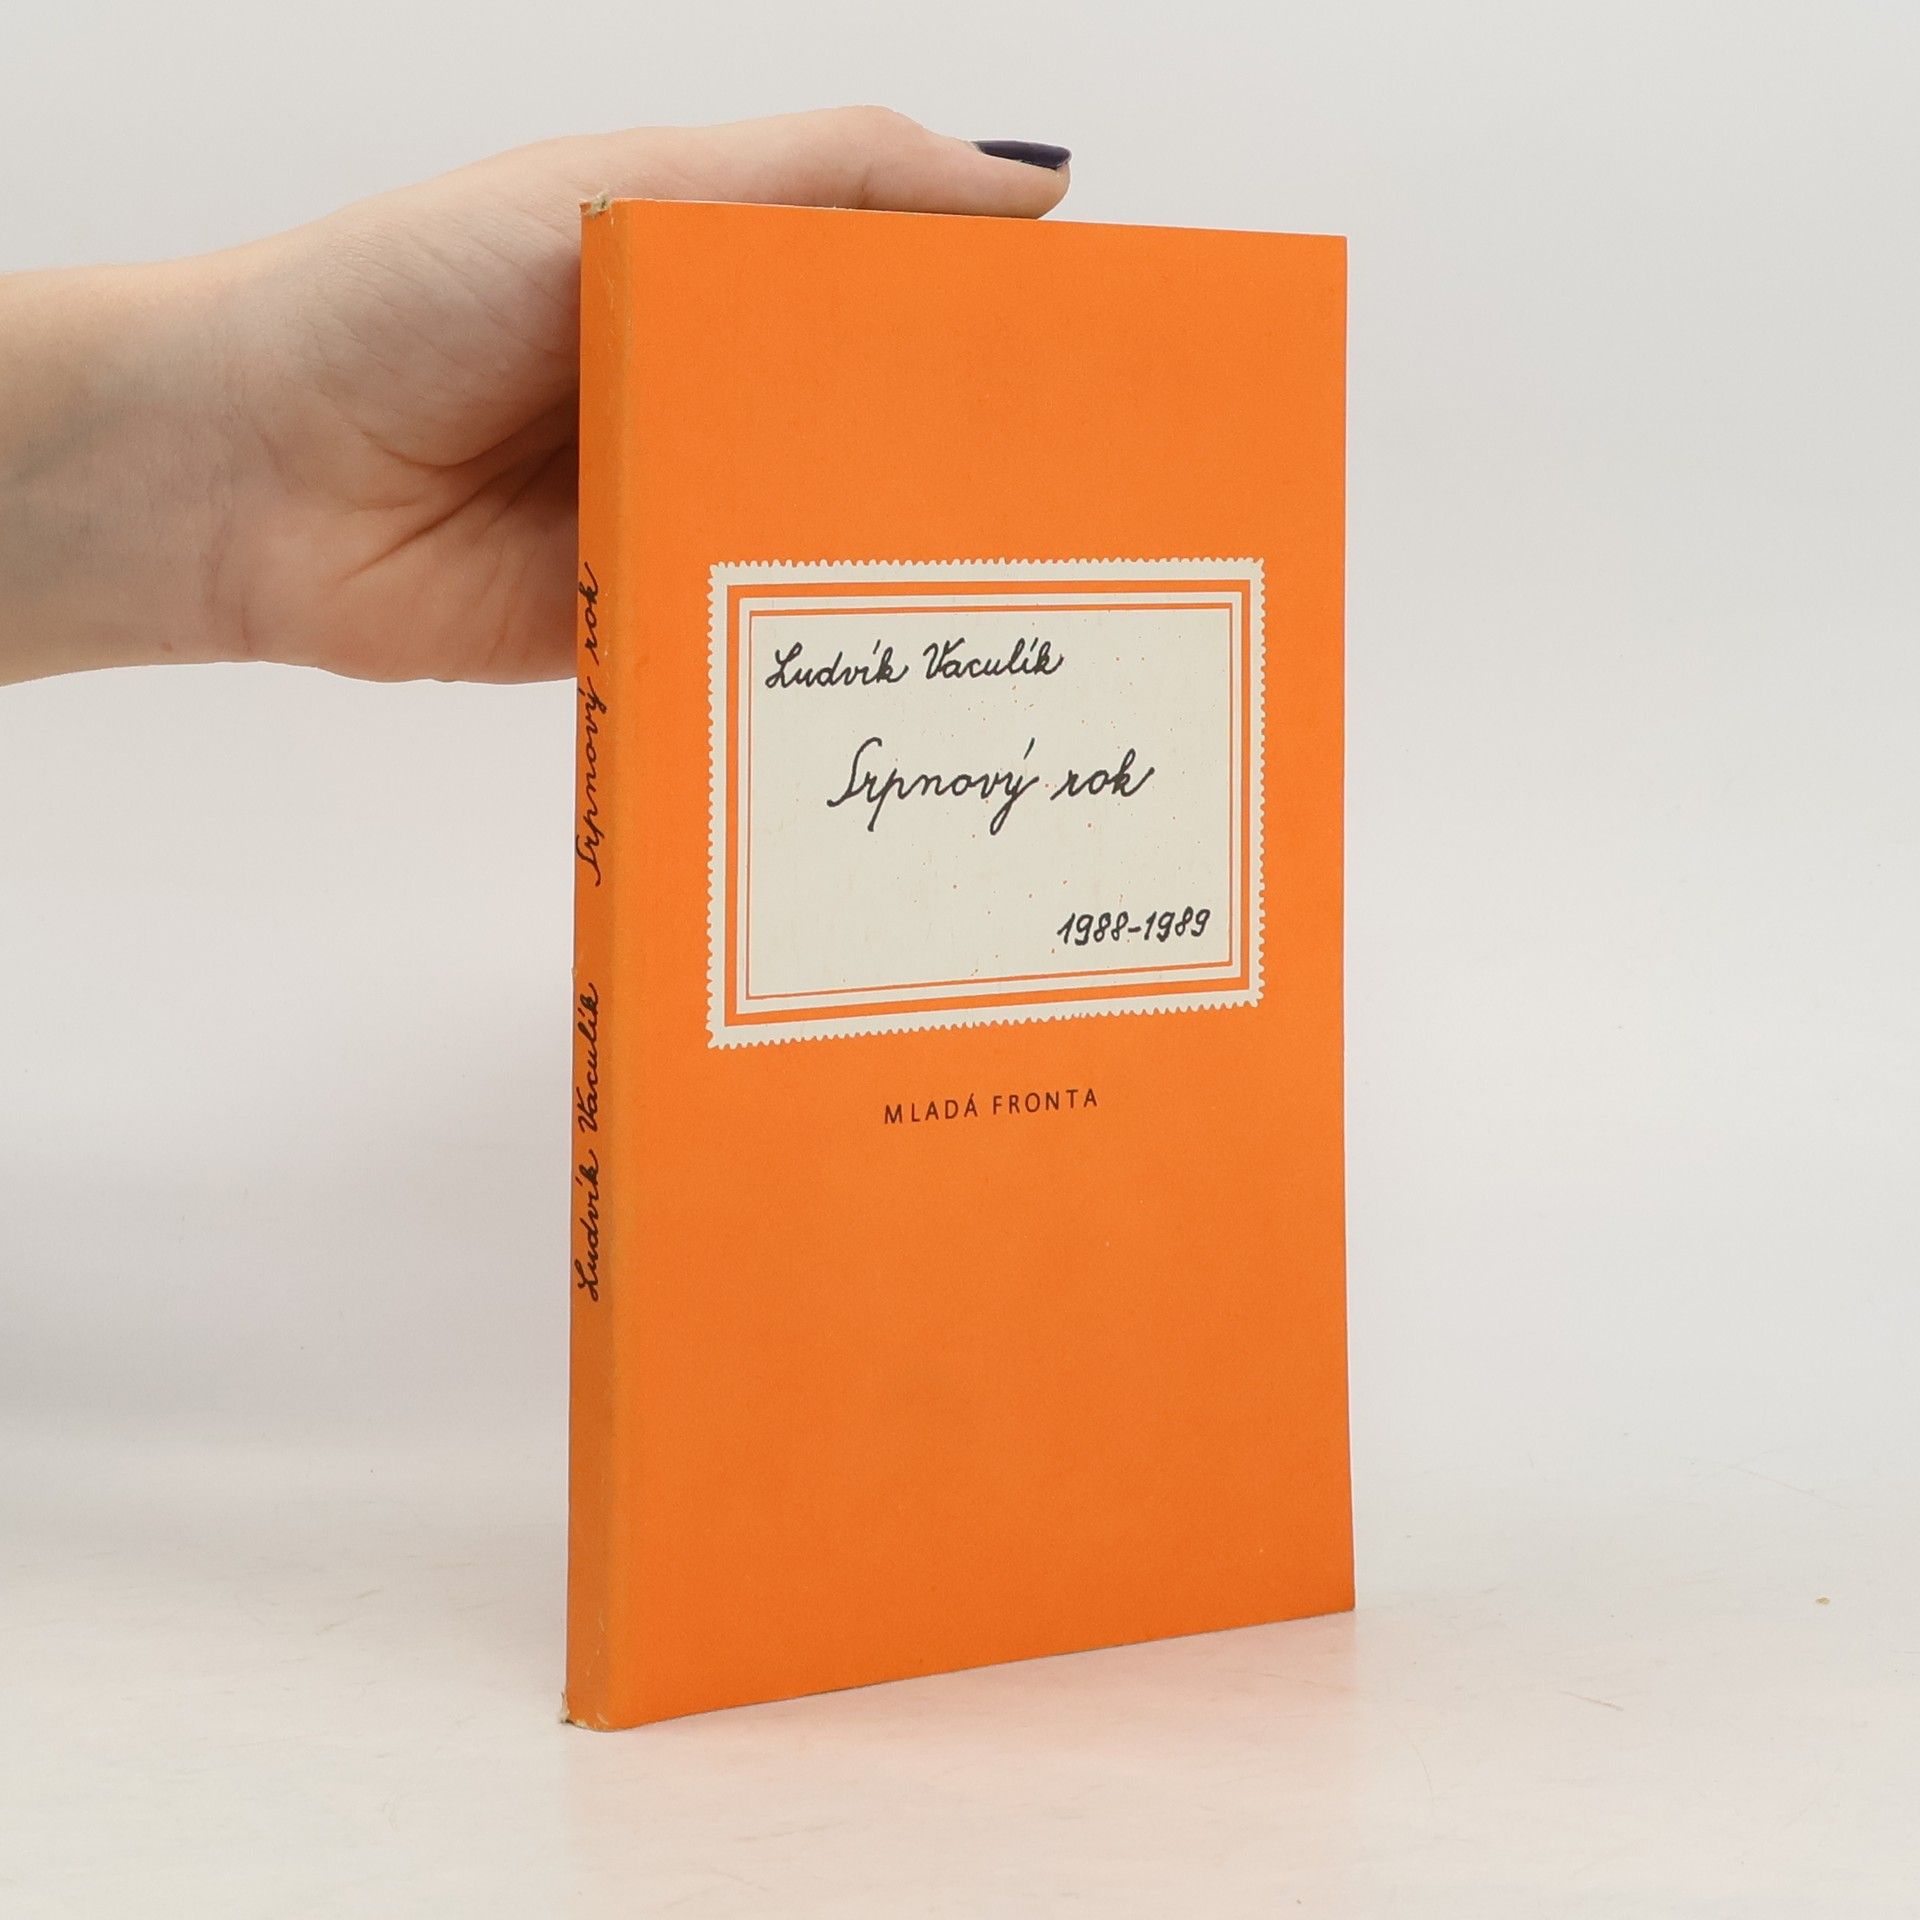 Ludvík Vaculík
Srpnový rok
1988-1989
MLADÁ FRONTA
Ludvík Vaculík Srpnový rok